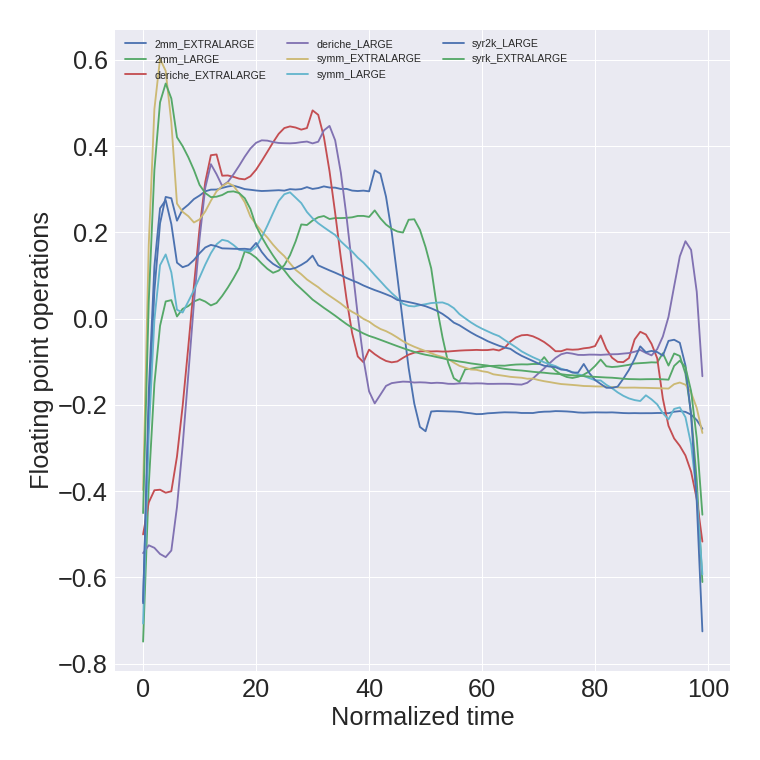 2mm_EXTRALARGE deriche_LARGE syr2k_LARGE
2mm_LARGE symm_EXTRALARGE syrk_EXTRALARGE
deriche_EXTRALARGE symm_LARGE
0.6
0.4
0.2
0.0
−0.2
−0.4
−0.6
−0.8
Floating point operations
0 20 40 60 80 100
Normalized time